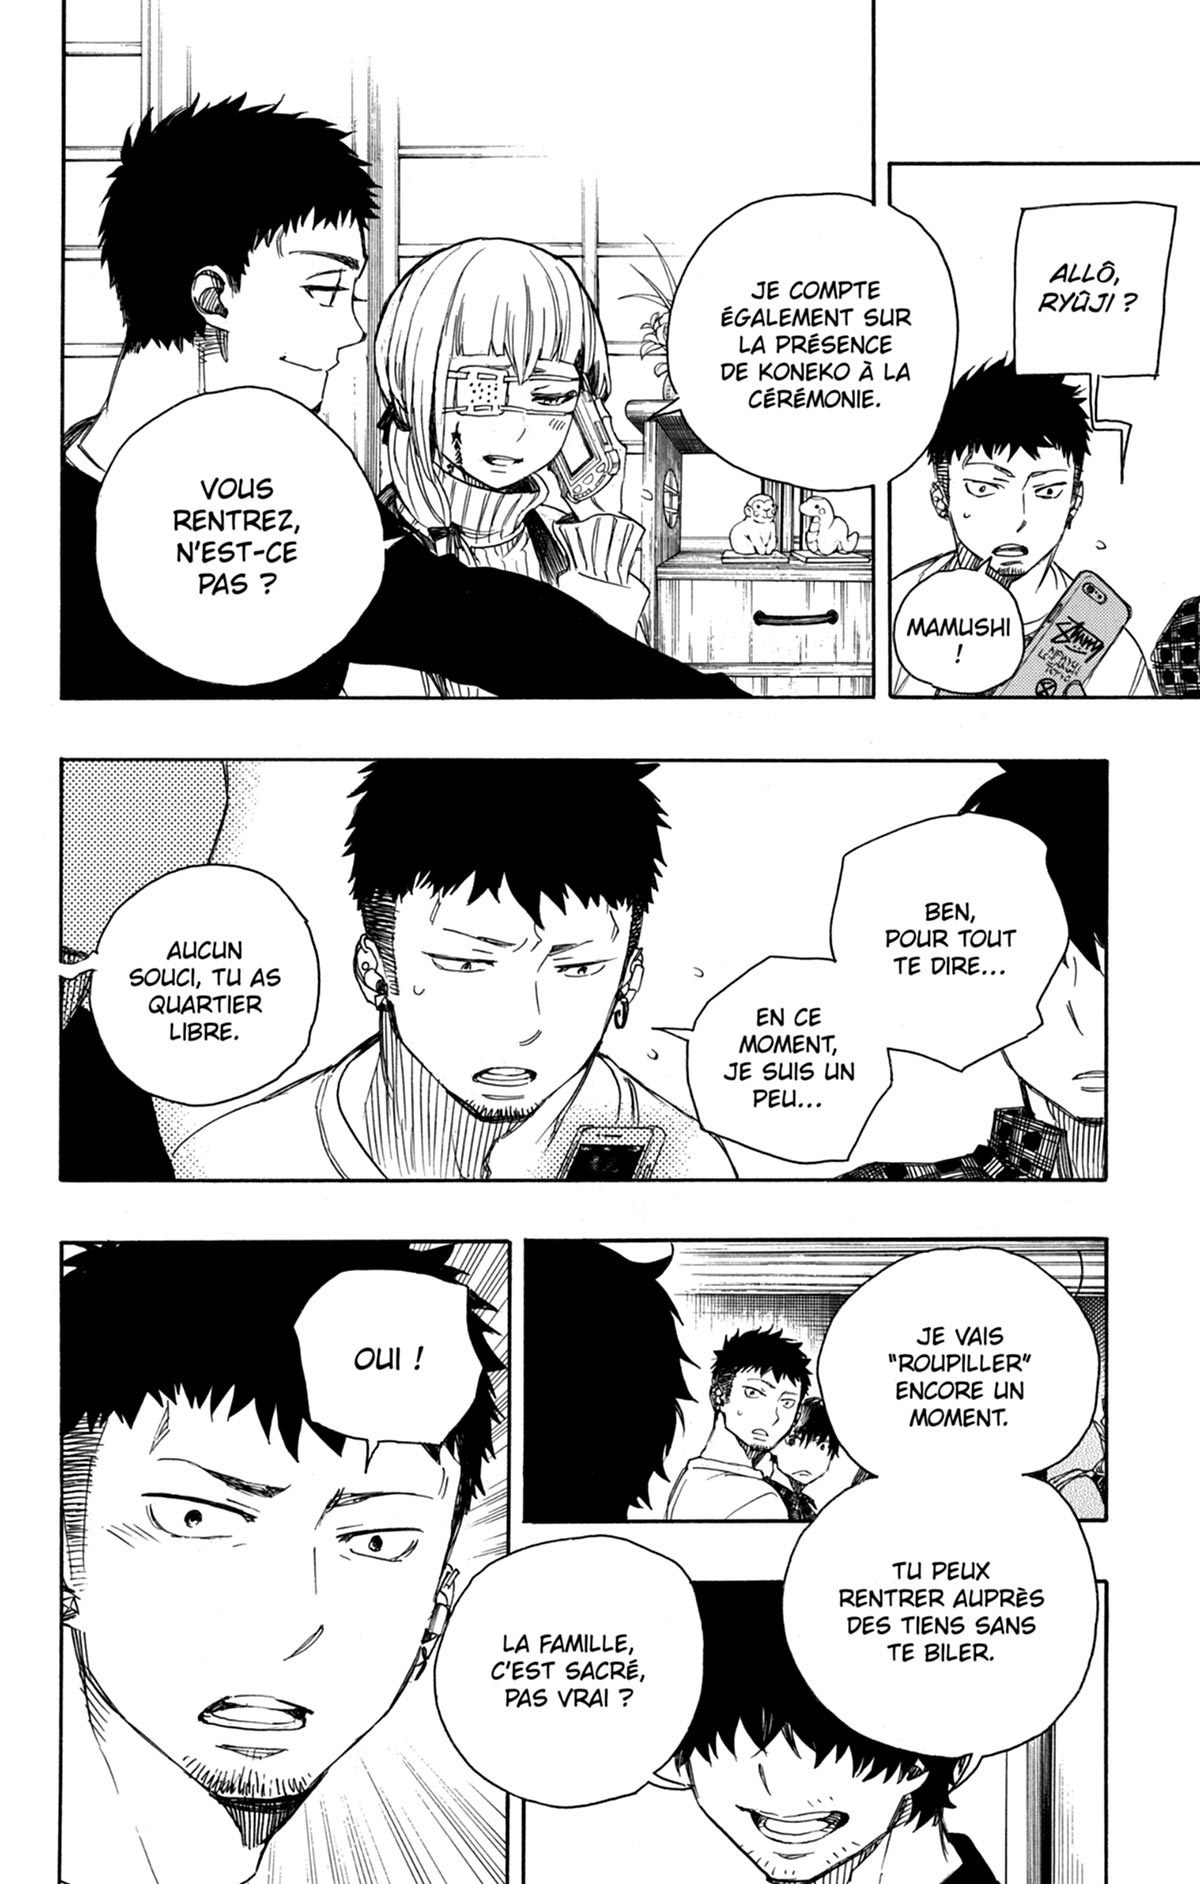 ALLÔ,
RYÛJI ?
MAMUSHI
!
JE COMPTE
ÉGALEMENT SUR
LA PRÉSENCE
DE KONEKO À LA
CÉRÉMONIE.
VOUS
RENTREZ,
N'EST-CE
PAS ?
BEN,
POUR TOUT
TE DIRE...
EN CE
MOMENT,
JE SUIS UN
PEU...
AUCUN
SOUCI, TU AS
QUARTIER
LIBRE.
JE VAIS
"ROUPILLER"
ENCORE UN
MOMENT.
OUI !
TU PEUX
RENTRER AUPRÈS
DES TIENS SANS
TE BILER.
LA FAMILLE,
C'EST SACRÉ,
PAS VRAI ?